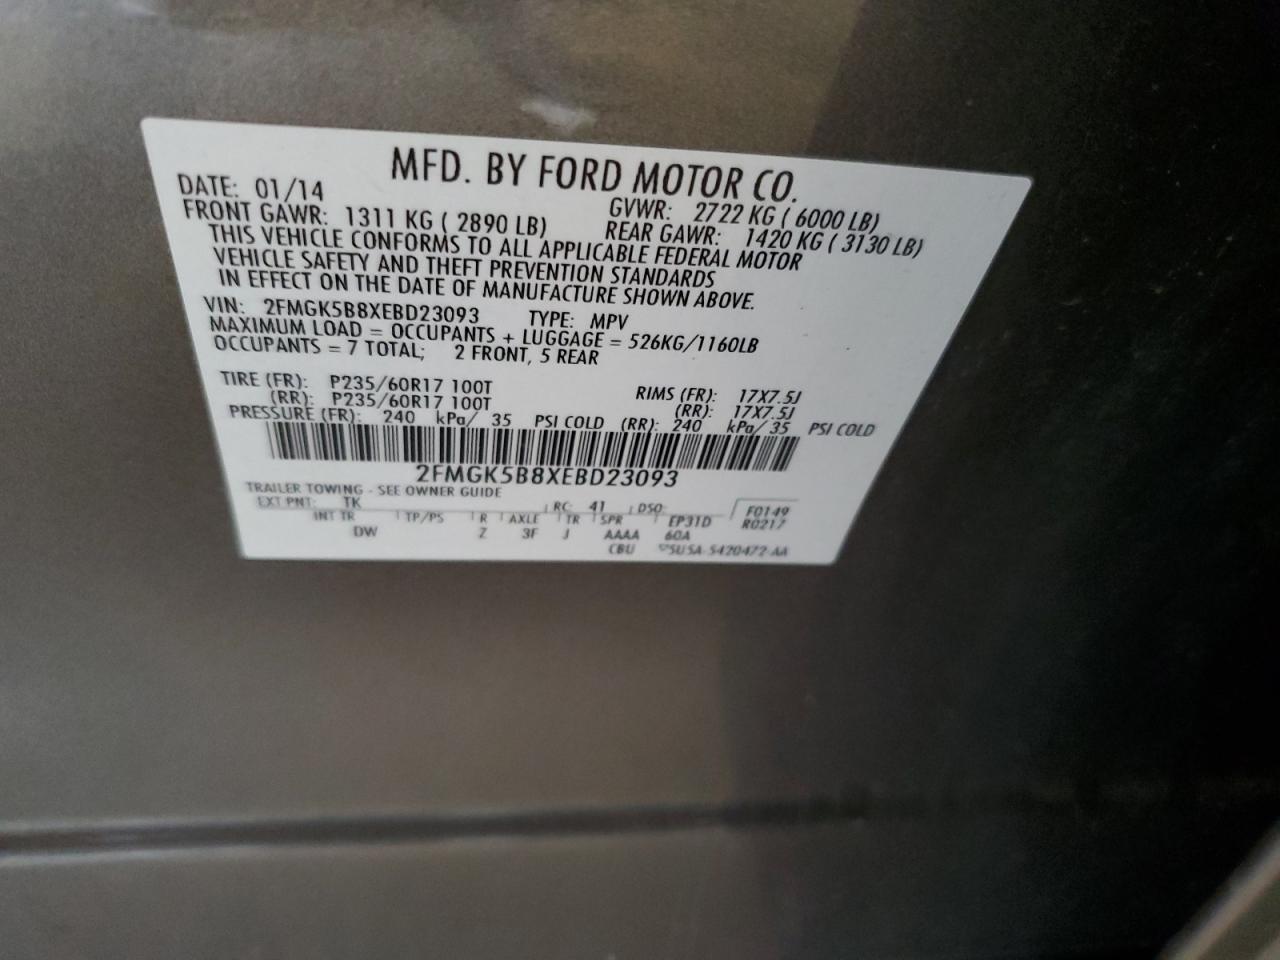 MFD. BY FORD MOTOR CO.
DATE: 01/14 GVWR: 2722 KG ( 6000 LB)
FRONT GAWR: 1311 KG ( 2890 LB) REAR GAWR: 1420 KG ( 3130 LB)
THIS VEHICLE CONFORMS TO ALL APPLICABLE FEDERAL MOTOR
VEHICLE SAFETY AND THEFT PREVENTION STANDARDS
IN EFFECT ON THE DATE OF MANUFACTURE SHOWN ABOVE.
VIN: 2FMGK5B8XEBD23093 TYPE: MPV
MAXIMUM LOAD = OCCUPANTS + LUGGAGE = 526KG/1160LB
OCCUPANTS = 7 TOTAL; 2 FRONT, 5 REAR
TIRE (FR): P235/60R17 100T RIMS (FR): 17X7.5J
(RR): P235/60R17 100T (RR): 17X7.5J
PRESSURE (FR): 240 kPa/ 35 PSI COLD (RR): 240 kPa/ 35 PSI COLD
2FMGK5B8XEBD23093
TRAILER TOWING - SEE OWNER GUIDE
EXT PNT: TK RC: 41 DSO: F0149
INT TR TP/PS R AXLE TR SPR EP31D R0217
DW Z 3F J AAAA 60A
CBU 5U5A-5420472-AA